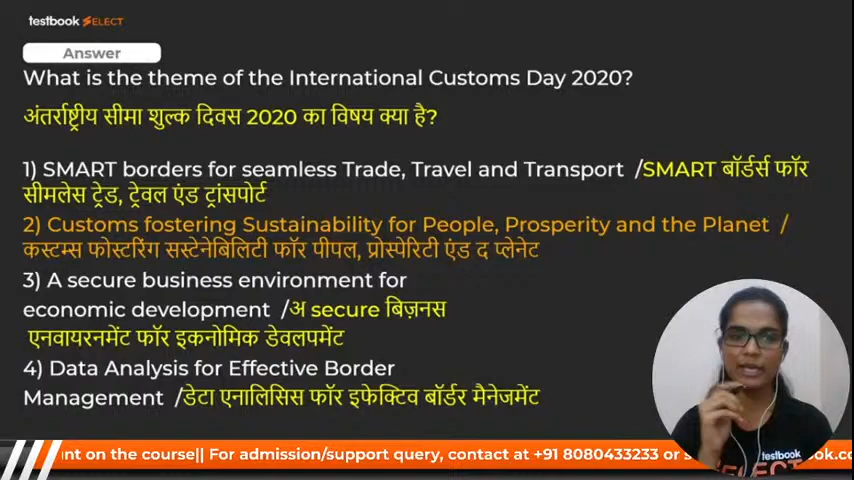 testbook SELECT
Answer
What is the theme of the International Customs Day 2020?
अंतर्राष्ट्रीय सीमा शुल्क दिवस 2020 का विषय क्या है?
1) SMART borders for seamless Trade, Travel and Transport /SMART बॉर्डर्स फॉर
सीमलेस ट्रेड, ट्रेवल एंड ट्रांसपोर्ट
2) Customs fostering Sustainability for People, Prosperity and the Planet /
कस्टम्स फोस्टरिंग सस्टेनेबिलिटी फॉर पीपल, प्रोस्पेरिटी एंड द प्लेनेट
3) A secure business environment for
economic development /अ secure बिज़नस
एनवायरनमेंट फॉर इकनोमिक डेवलपमेंट
4) Data Analysis for Effective Border
Management /डेटा एनालिसिस फॉर इफेक्टिव बॉर्डर मैनेजमेंट
testbook
SELECT
nt on the course|| For admission/support query, contact at +91 8080433233 or s ok.co